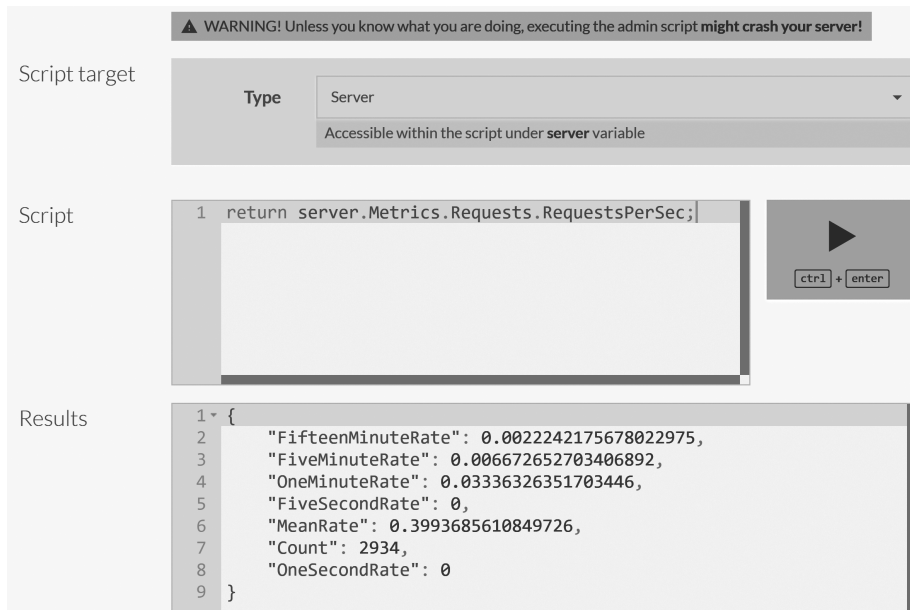 WARNING! Unless you know what you are doing, executing the admin script might crash your server!
Script target
Type
Server
Accessible within the script under server variable
Script
1 return server.Metrics.Requests.RequestsPerSec;
ctrl + enter
Results
1 {
2 "FifteenMinuteRate": 0.0022242175678022975,
3 "FiveMinuteRate": 0.006672652703406892,
4 "OneMinuteRate": 0.03336326351703446,
5 "FiveSecondRate": 0,
6 "MeanRate": 0.3993685610849726,
7 "Count": 2934,
8 "OneSecondRate": 0
9 }